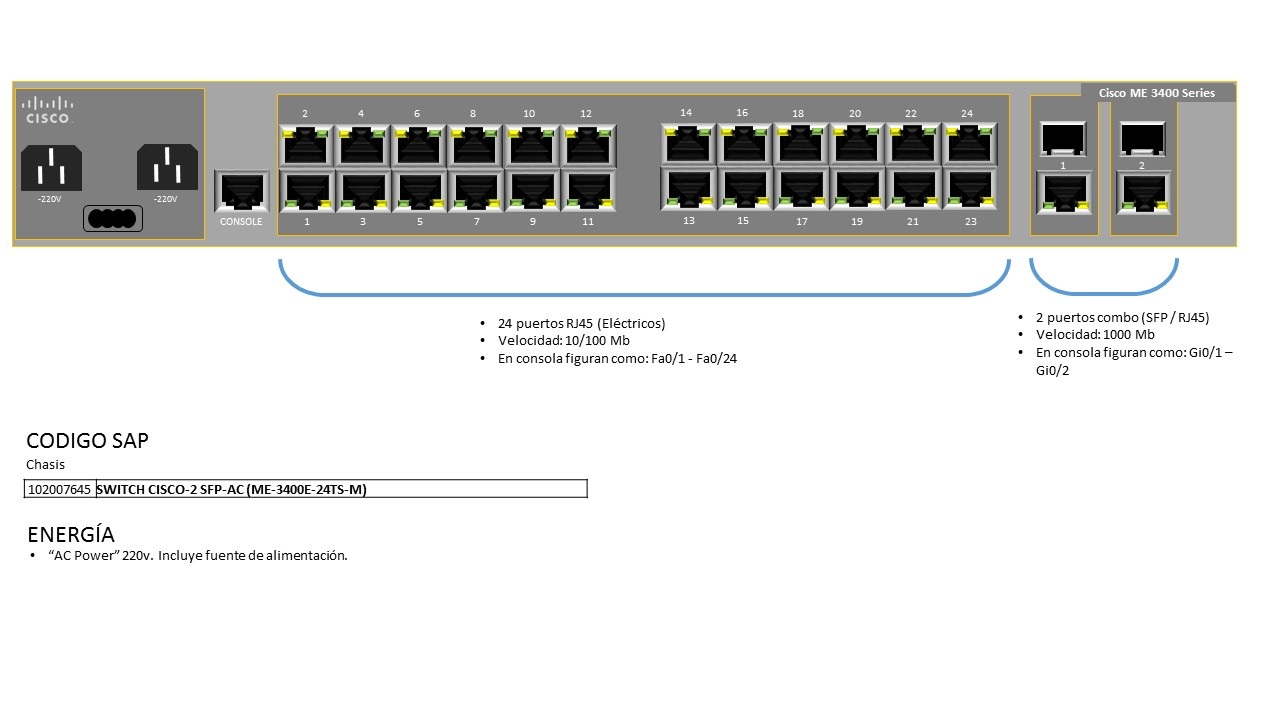 Cisco ME 3400 Series
CISCO
2 4 6 8 10 12 14 16 18 20 22 24
1 2
-220V -220V
CONSOLE 1 3 5 7 9 11 13 15 17 19 21 23
• 24 puertos RJ45 (Eléctricos)
• Velocidad: 10/100 Mb
• En consola figuran como: Fa0/1 - Fa0/24
• 2 puertos combo (SFP / RJ45)
• Velocidad: 1000 Mb
• En consola figuran como: Gi0/1 –
Gi0/2
CODIGO SAP
Chasis
102007645 SWITCH CISCO-2 SFP-AC (ME-3400E-24TS-M)
ENERGÍA
• “AC Power” 220v. Incluye fuente de alimentación.